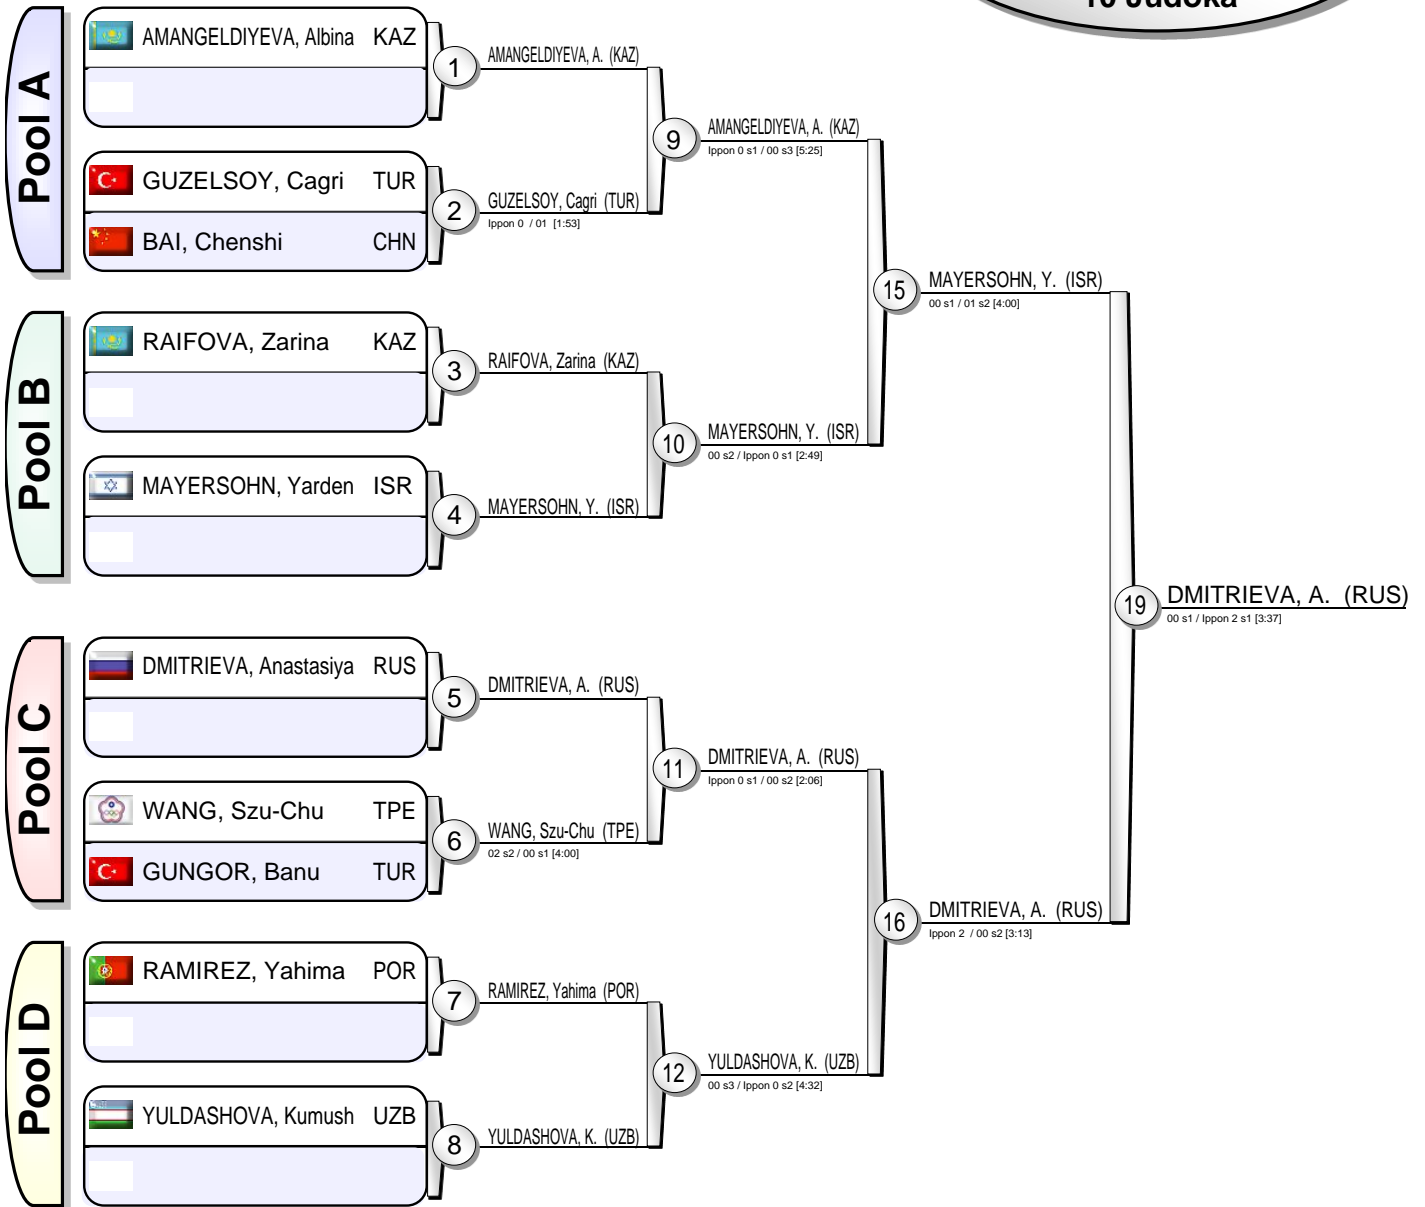 10 Judoka
Pool A
AMANGELDIYEVA, Albina KAZ
GUZELSOY, Cagri TUR
BAI, Chenshi CHN
1
AMANGELDIYEVA, A. (KAZ)
2
GUZELSOY, Cagri (TUR)
Ippon 0 / 01 [1:53]
9
AMANGELDIYEVA, A. (KAZ)
Ippon 0 s1 / 00 s3 [5:25]
Pool B
RAIFOVA, Zarina KAZ
MAYERSOHN, Yarden ISR
3
RAIFOVA, Zarina (KAZ)
4
MAYERSOHN, Y. (ISR)
10
MAYERSOHN, Y. (ISR)
00 s2 / Ippon 0 s1 [2:49]
15
MAYERSOHN, Y. (ISR)
00 s1 / 01 s2 [4:00]
Pool C
DMITRIEVA, Anastasiya RUS
WANG, Szu-Chu TPE
GUNGOR, Banu TUR
5
DMITRIEVA, A. (RUS)
6
WANG, Szu-Chu (TPE)
02 s2 / 00 s1 [4:00]
11
DMITRIEVA, A. (RUS)
Ippon 0 s1 / 00 s2 [2:06]
Pool D
RAMIREZ, Yahima POR
YULDASHOVA, Kumush UZB
7
RAMIREZ, Yahima (POR)
8
YULDASHOVA, K. (UZB)
12
YULDASHOVA, K. (UZB)
00 s3 / Ippon 0 s2 [4:32]
16
DMITRIEVA, A. (RUS)
Ippon 2 / 00 s2 [3:13]
19
DMITRIEVA, A. (RUS)
00 s1 / Ippon 2 s1 [3:37]